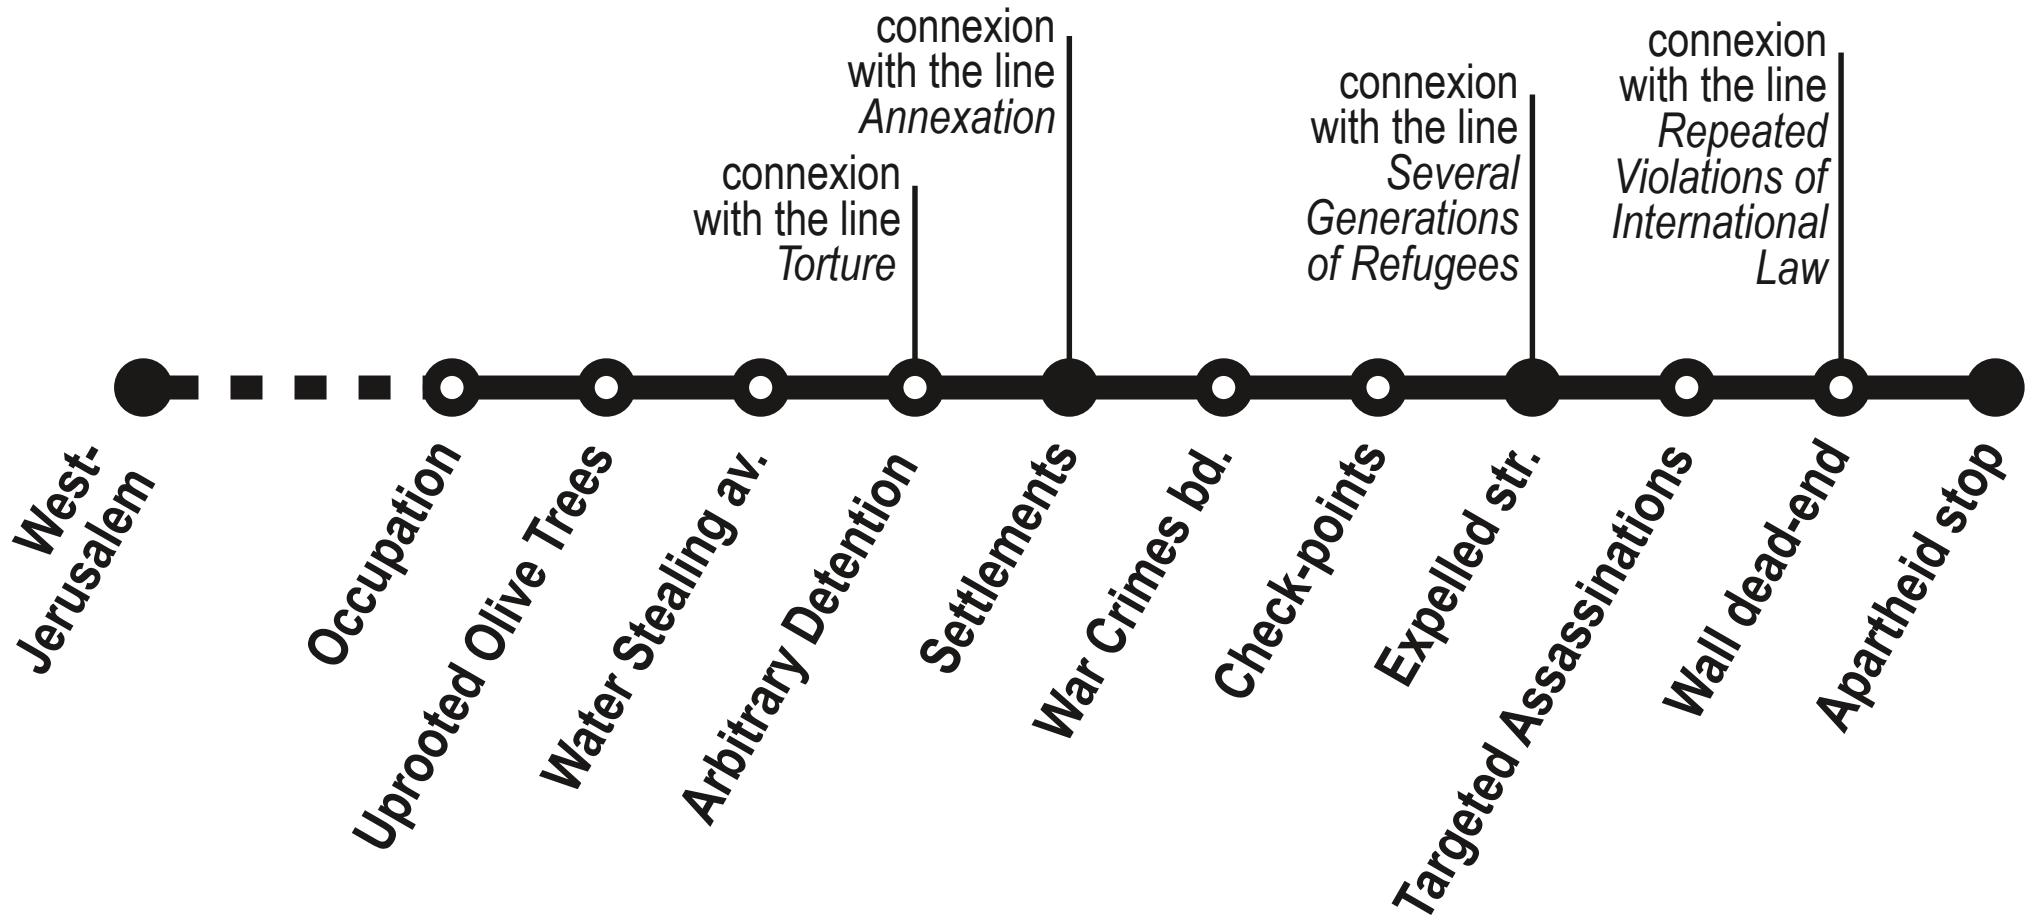 connexion
with the line
Torture
connexion
with the line
Annexation
connexion
with the line
Several
Generations
of Refugees
connexion
with the line
Repeated
Violations of
International
Law
West-
Jerusalem
Occupation
Uprooted Olive Trees
Water Stealing av.
Arbitrary Detention
Settlements
War Crimes bd.
Check-points
Expelled str.
Targeted Assassinations
Wall dead-end
Apartheid stop